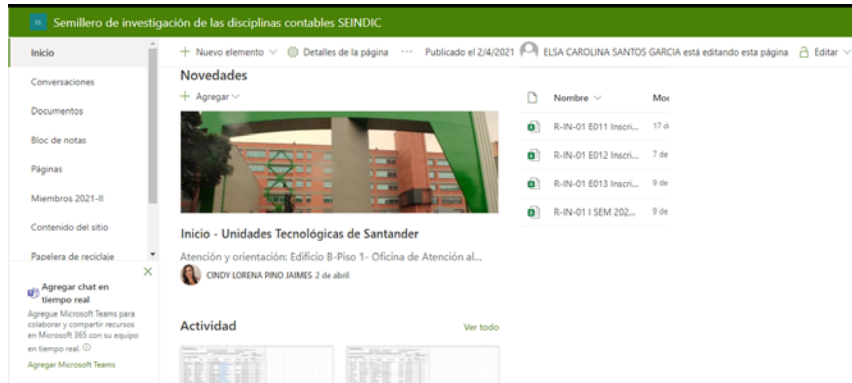 Semillero de investigación de las disciplinas contables SEINDIC
Inicio
Conversaciones
Documentos
Bloc de notas
Páginas
Miembros 2021-II
Contenido del sitio
Papelera de reciclaje
Agregar chat en
tiempo real
Agregue Microsoft Teams para
colaborar y compartir recursos
en Microsoft 365 con su equipo
en tiempo real.
Agregar Microsoft Teams
+ Nuevo elemento Detalles de la página ... Publicado el 2/4/2021 ELSA CAROLINA SANTOS GARCIA está editando esta página Editar
Novedades
+ Agregar
Inicio - Unidades Tecnológicas de Santander
Atención y orientación: Edificio B-Piso 1- Oficina de Atención al...
CINDY LORENA PINO JAIMES 2 de abril
Actividad Ver todo
Nombre Moc
R-IN-01 E011 Inscri... 17 d
R-IN-01 E012 Inscri... 7 de
R-IN-01 E013 Inscri... 9 de
R-IN-01 I SEM 202... 9 de